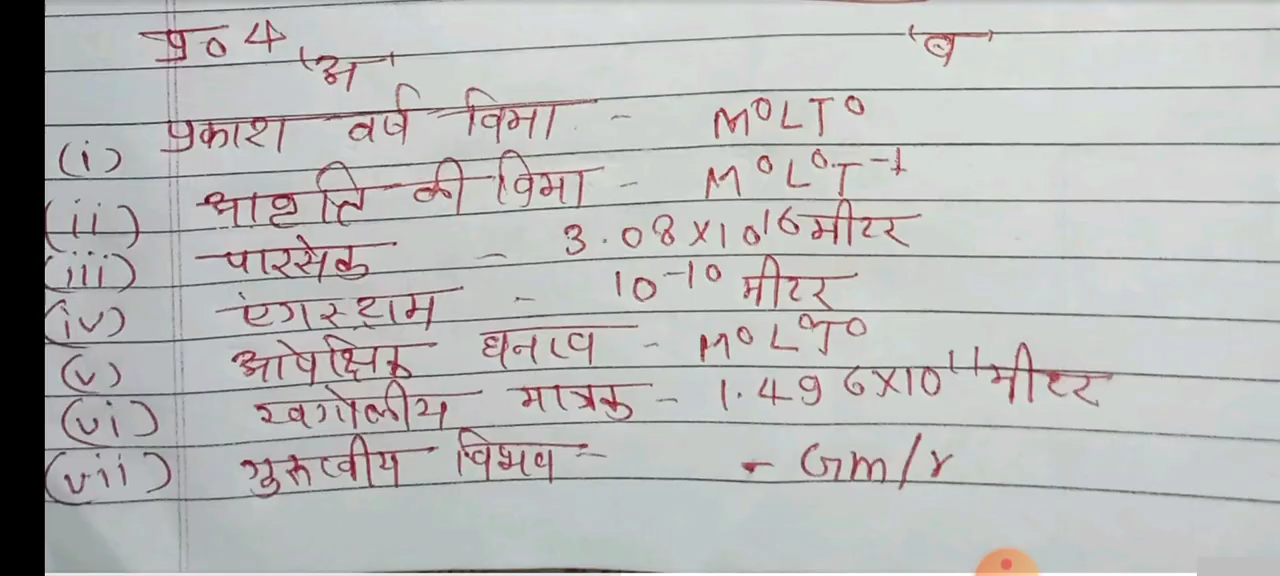 प्र० 4
'अ' 'ब'
(i) प्रकाश वर्ष विमा - M⁰LT⁰
(ii) आवृत्ति की विमा - M⁰L⁰T⁻¹
(iii) पारसेक - 3.08×10¹⁶ मीटर
(iv) एंगस्ट्राम - 10⁻¹⁰ मीटर
(v) आपेक्षिक घनत्व - M⁰L⁰T⁰
(vi) खगोलीय मात्रक - 1.496×10¹¹ मीटर
(vii) गुरुत्वीय विभव = - Gm/r